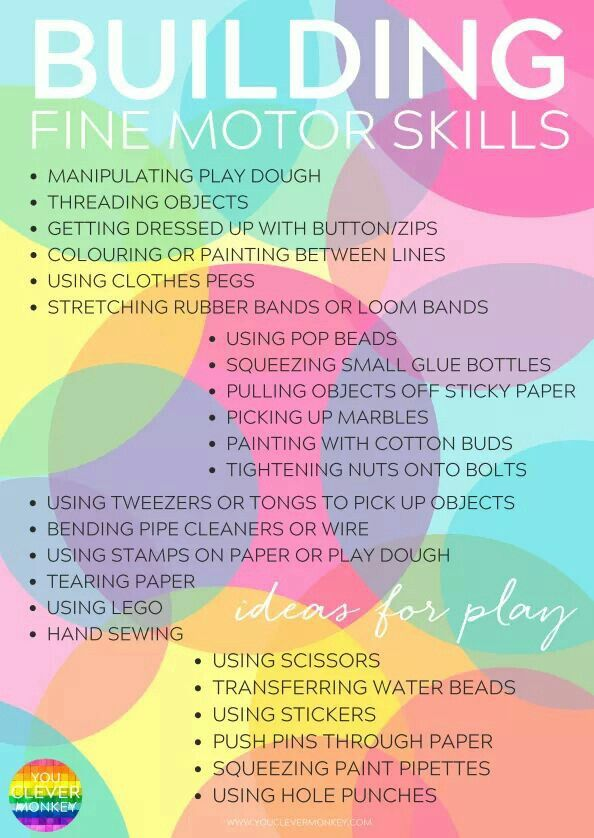 BUILDING
FINE MOTOR SKILLS
• MANIPULATING PLAY DOUGH
• THREADING OBJECTS
• GETTING DRESSED UP WITH BUTTON/ZIPS
• COLOURING OR PAINTING BETWEEN LINES
• USING CLOTHES PEGS
• STRETCHING RUBBER BANDS OR LOOM BANDS
• USING POP BEADS
• SQUEEZING SMALL GLUE BOTTLES
• PULLING OBJECTS OFF STICKY PAPER
• PICKING UP MARBLES
• PAINTING WITH COTTON BUDS
• TIGHTENING NUTS ONTO BOLTS
• USING TWEEZERS OR TONGS TO PICK UP OBJECTS
• BENDING PIPE CLEANERS OR WIRE
• USING STAMPS ON PAPER OR PLAY DOUGH
• TEARING PAPER
• USING LEGO
• HAND SEWING
ideas for play
• USING SCISSORS
• TRANSFERRING WATER BEADS
• USING STICKERS
• PUSH PINS THROUGH PAPER
• SQUEEZING PAINT PIPETTES
• USING HOLE PUNCHES
YOU
CLEVER
MONKEY
WWW.YOUCLEVERMONKEY.COM